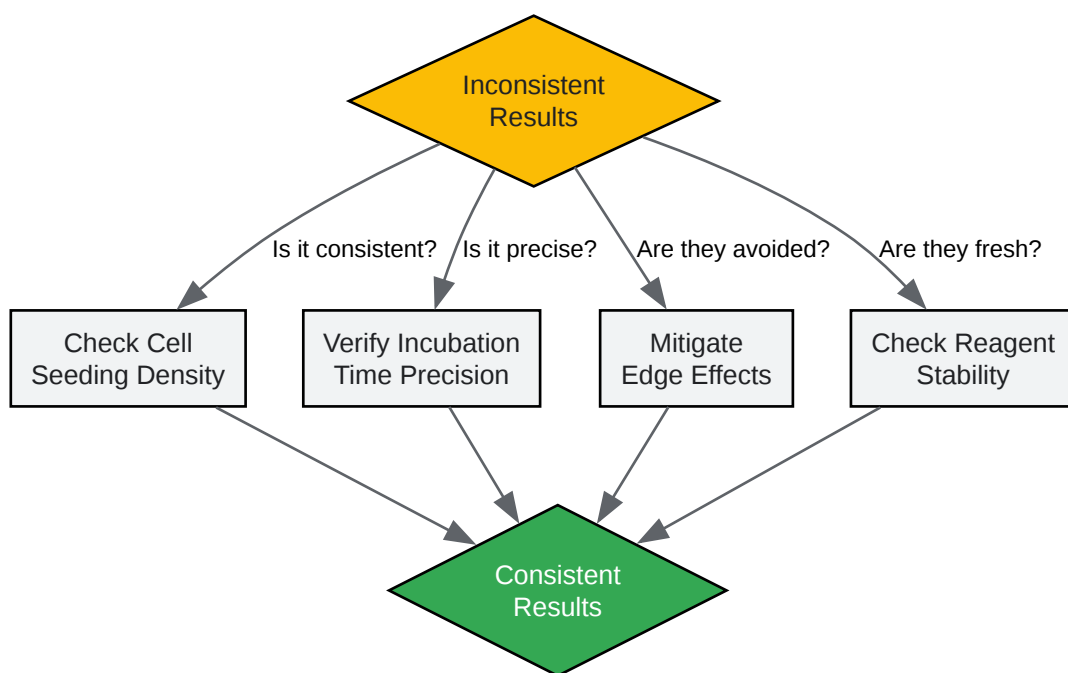 Inconsistent
Results
Is it consistent?
Is it precise?
Are they avoided?
Are they fresh?
Check Cell
Seeding Density
Verify Incubation
Time Precision
Mitigate
Edge Effects
Check Reagent
Stability
Consistent
Results